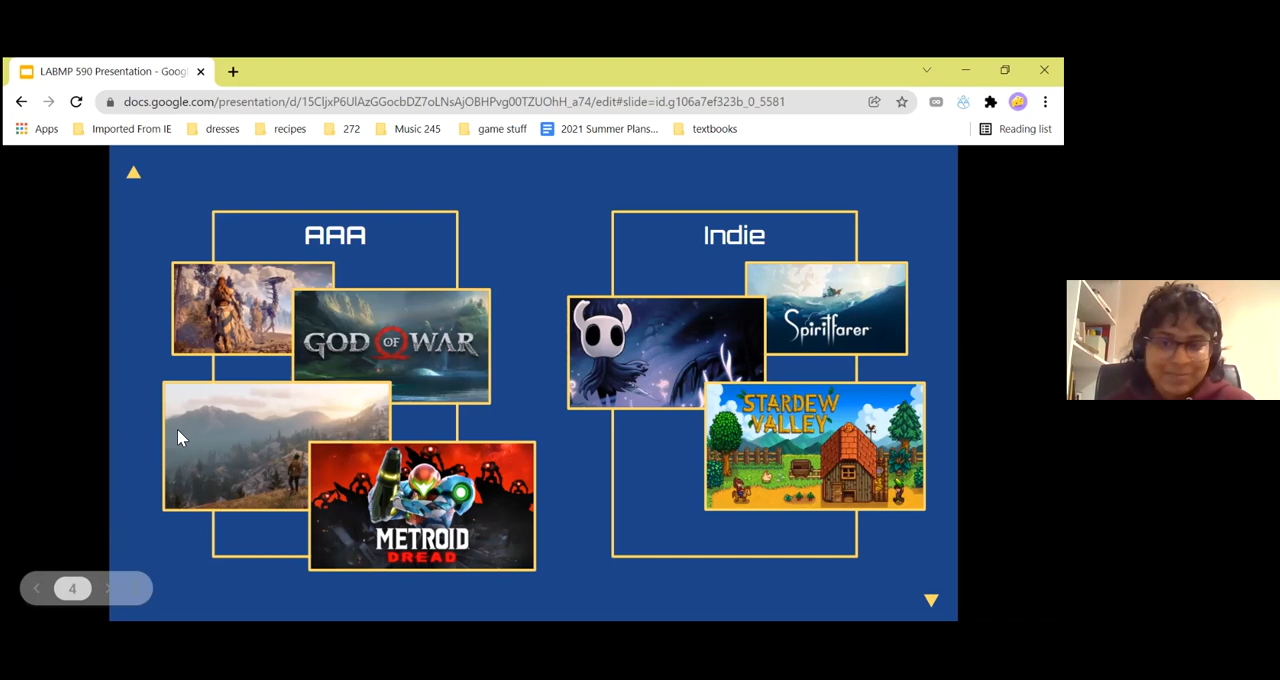 LABMP 590 Presentation - Goog
docs.google.com/presentation/d/15CljxP6UlAzGGocbDZ7oLNsAjOBHPvg00TZUOhH_a74/edit#slide=id.g106a7ef323b_0_5581
Apps Imported From IE dresses recipes 272 Music 245 game stuff 2021 Summer Plans... textbooks Reading list
AAA
Indie
GOD OF WAR
Spiritfarer
STARDEW
VALLEY
METROID
DREAD
4